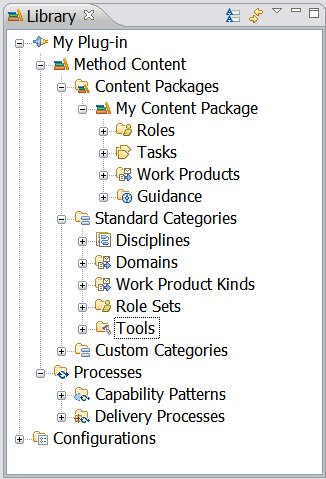 Library
My Plug-in
Method Content
Content Packages
My Content Package
Roles
Tasks
Work Products
Guidance
Standard Categories
Disciplines
Domains
Work Product Kinds
Role Sets
Tools
Custom Categories
Processes
Capability Patterns
Delivery Processes
Configurations